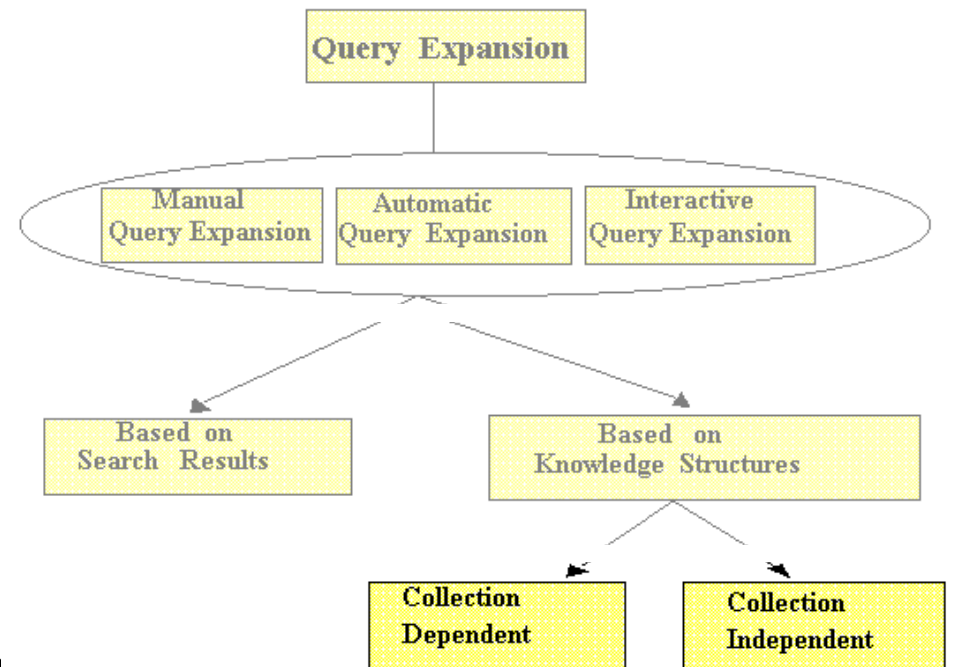 Query Expansion
Manual
Query Expansion
Automatic
Query Expansion
Interactive
Query Expansion
Based on
Search Results
Based on
Knowledge Structures
Collection
Dependent
Collection
Independent